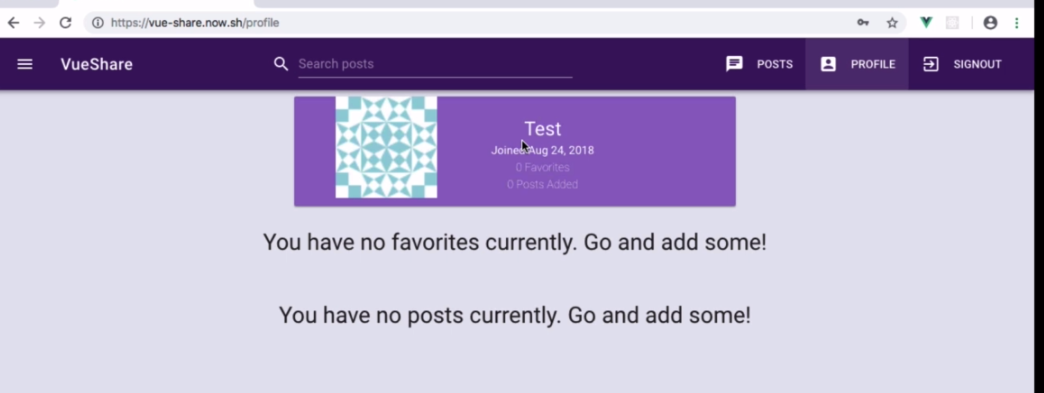 https://vue-share.now.sh/profile
VueShare
Search posts
POSTS
PROFILE
SIGNOUT
Test
Joined Aug 24, 2018
0 Favorites
0 Posts Added
You have no favorites currently. Go and add some!
You have no posts currently. Go and add some!